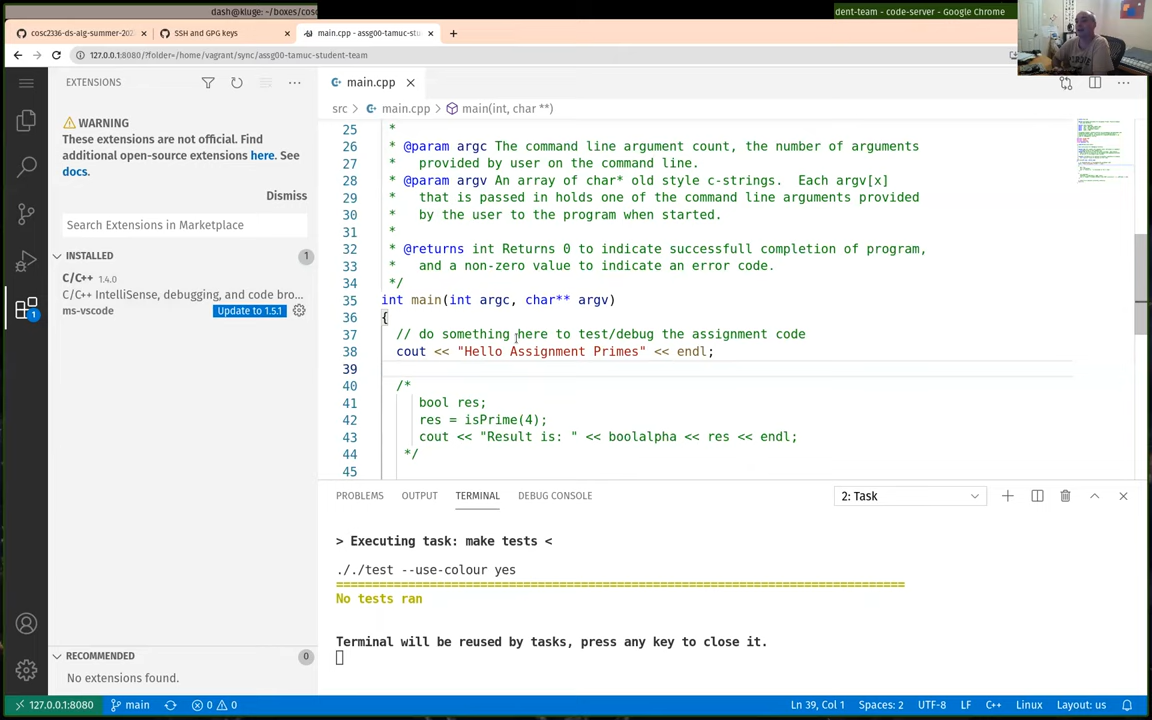 dash@kluge: ~/boxes/cosc
dent-team - code-server - Google Chrome
cosc2336-ds-alg-summer-202
SSH and GPG keys
main.cpp - assg00-tamuc-stu
127.0.0.1:8080/?folder=/home/vagrant/sync/assg00-tamuc-student-team
EXTENSIONS
main.cpp
WARNING
These extensions are not official. Find
additional open-source extensions here. See
docs.
Dismiss
Search Extensions in Marketplace
INSTALLED 1
C/C++ 1.4.0
C/C++ IntelliSense, debugging, and code bro...
ms-vscode Update to 1.5.1
1
RECOMMENDED 0
No extensions found.
src > main.cpp > main(int, char **)
25 *
26 * @param argc The command line argument count, the number of arguments
27 * provided by user on the command line.
28 * @param argv An array of char* old style c-strings. Each argv[x]
29 * that is passed in holds one of the command line arguments provided
30 * by the user to the program when started.
31 *
32 * @returns int Returns 0 to indicate successfull completion of program,
33 * and a non-zero value to indicate an error code.
34 */
35 int main(int argc, char** argv)
36 {
37 // do something here to test/debug the assignment code
38 cout << "Hello Assignment Primes" << endl;
39
40 /*
41 bool res;
42 res = isPrime(4);
43 cout << "Result is: " << boolalpha << res << endl;
44 */
45
PROBLEMS OUTPUT TERMINAL DEBUG CONSOLE 2: Task
> Executing task: make tests <
././test --use-colour yes
===============================================================================
No tests ran
Terminal will be reused by tasks, press any key to close it.
127.0.0.1:8080 main 0 0 Ln 39, Col 1 Spaces: 2 UTF-8 LF C++ Linux Layout: us